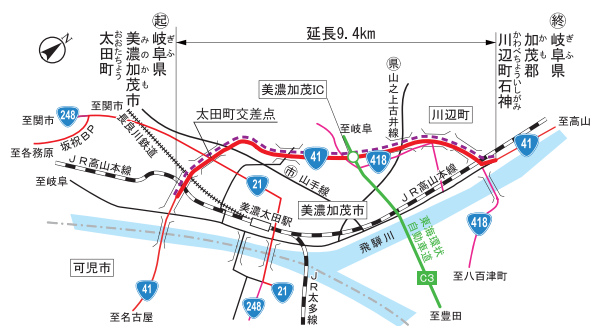 起
岐阜県
ぎふ
美濃加茂市
みのかも
太田町
おおたちょう
延長9.4km
終
岐阜県
ぎふ
加茂郡
かも
川辺町石神
かわべちょういしがみ
N
至関市
248
至関市
坂祝BP
至各務原
長良川鉄道
太田町交差点
美濃加茂IC
県
山之上古井線
川辺町
至高山
至岐阜
41
418
41
JR高山本線
至岐阜
21
市
山手線
JR高山本線
美濃太田駅
美濃加茂市
418
飛騨川
東海環状
自動車道
可児市
C3
至八百津町
41
248
21
JR太多線
至名古屋
至豊田